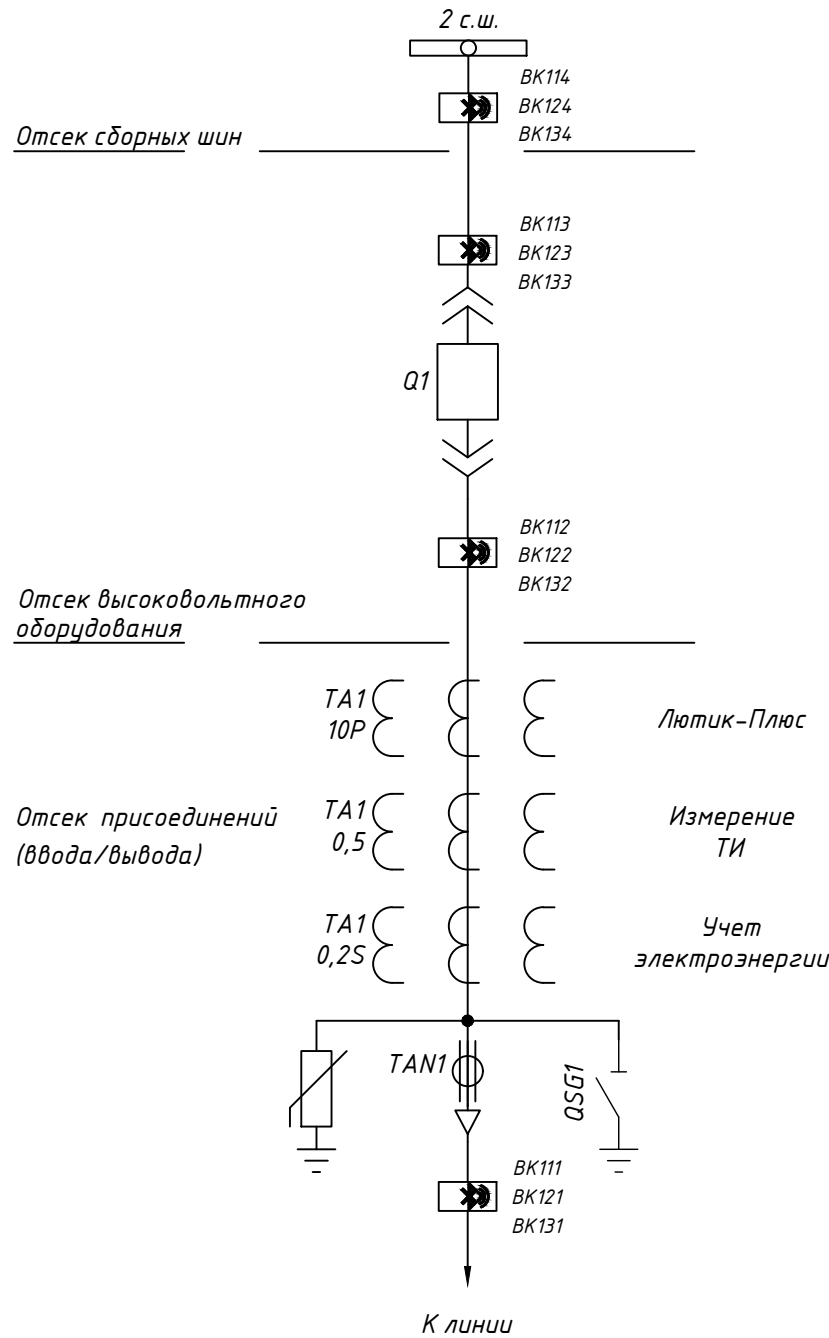 2 с.ш.
BK114
BK124
BK134
Отсек сборных шин
BK113
BK123
BK133
Q1
BK112
BK122
BK132
Отсек высоковольтного
оборудования
TA1
10P
Лютик-Плюс
Отсек присоединений
(ввода/вывода)
TA1
0,5
Измерение
ТИ
TA1
0,2S
Учет
электроэнергии
TAN1
QSG1
BK111
BK121
BK131
К линии